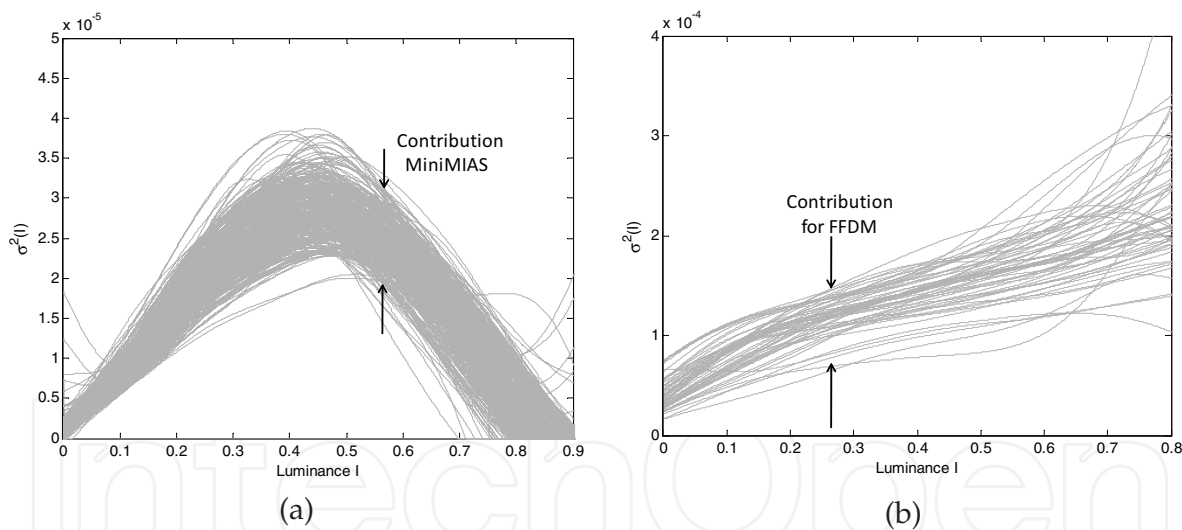 x 10⁻⁵
5
4.5
4
3.5
3
2.5
2
1.5
1
0.5
0
σ²(I)
0 0.1 0.2 0.3 0.4 0.5 0.6 0.7 0.8 0.9
Luminance I
Contribution
MiniMIAS
(a)
x 10⁻⁴
4
3
2
1
0
σ²(I)
0 0.1 0.2 0.3 0.4 0.5 0.6 0.7 0.8
Luminance I
Contribution
for FFDM
(b)
IntechOpen